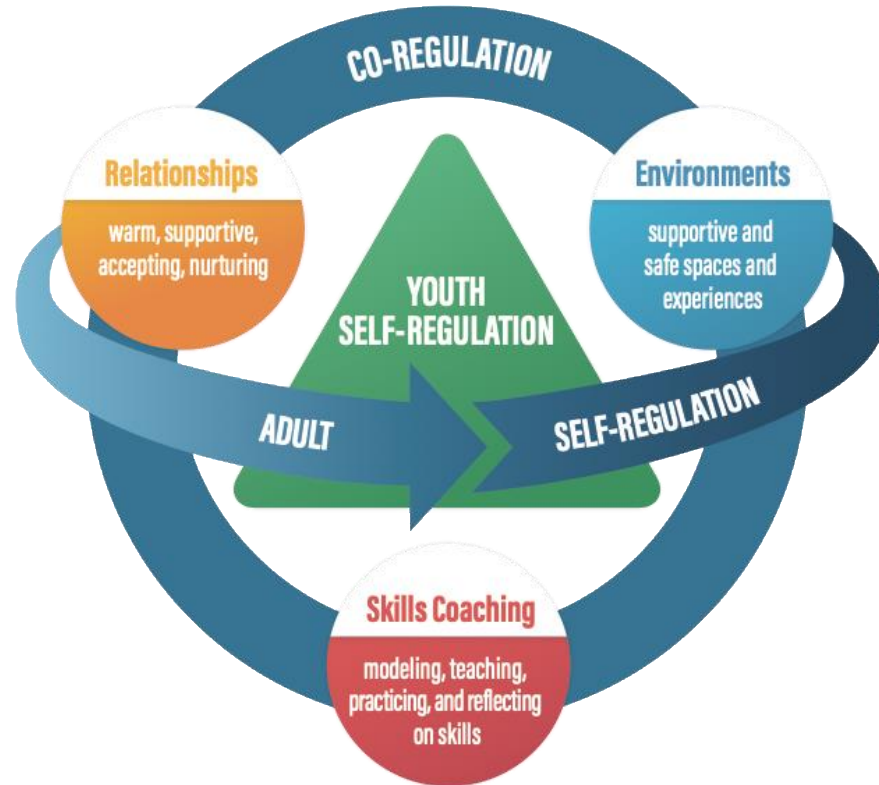 CO-REGULATION
Relationships
warm, supportive,
accepting, nurturing
Environments
supportive and
safe spaces and
experiences
YOUTH
SELF-REGULATION
ADULT
SELF-REGULATION
Skills Coaching
modeling, teaching,
practicing, and reflecting
on skills